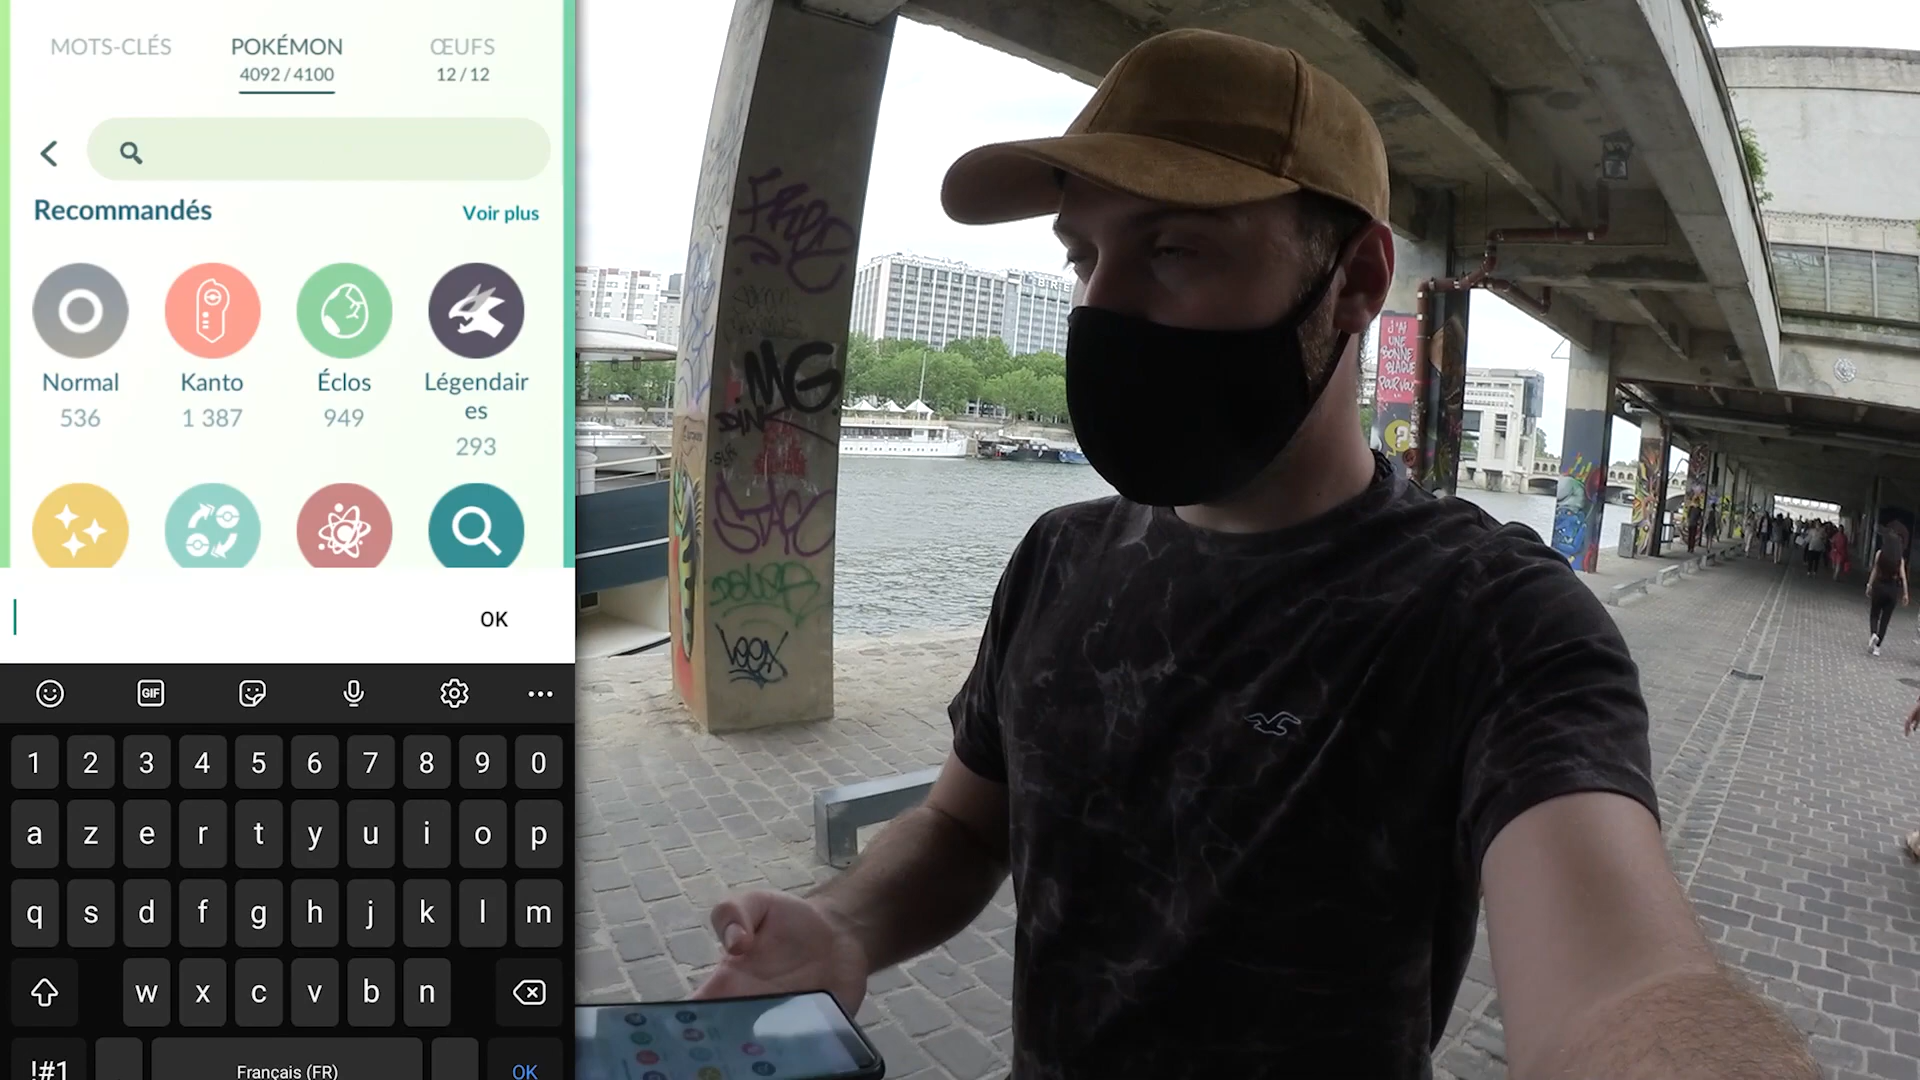 MOTS-CLÉS
POKÉMON
ŒUFS
4092 / 4100
12 / 12
Recommandés
Voir plus
Normal
Kanto
Éclos
Légendair
es
536
1 387
949
293
OK
GIF
1 2 3 4 5 6 7 8 9 0
a z e r t y u i o p
q s d f g h j k l m
w x c v b n
!#1
Français (FR)
OK
MG
J'AI
UNE
BONNE
BLAGUE
POUR VOUS
?